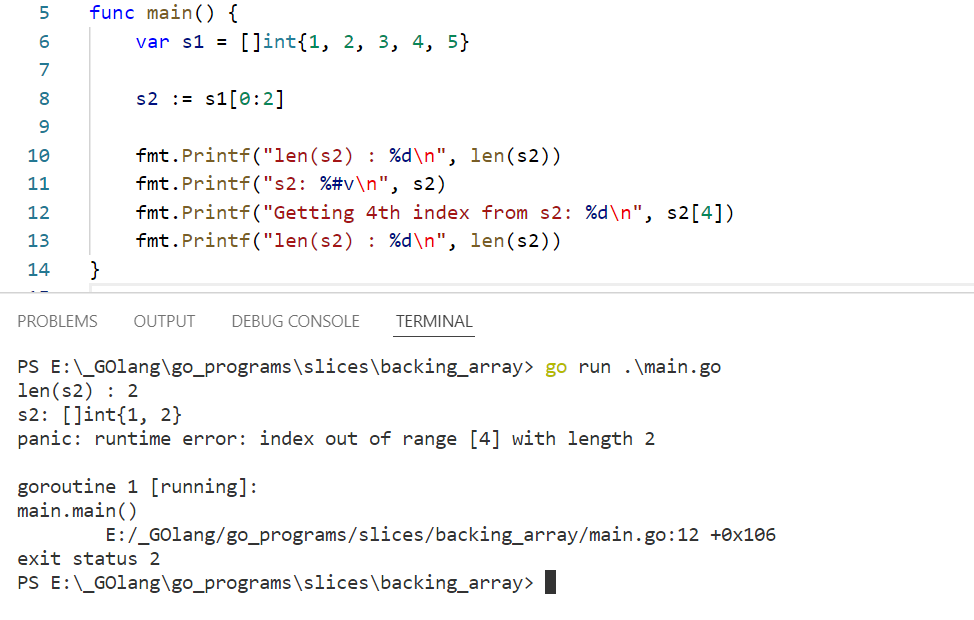 5 func main() {
6 var s1 = []int{1, 2, 3, 4, 5}
7
8 s2 := s1[0:2]
9
10 fmt.Printf("len(s2) : %d\n", len(s2))
11 fmt.Printf("s2: %#v\n", s2)
12 fmt.Printf("Getting 4th index from s2: %d\n", s2[4])
13 fmt.Printf("len(s2) : %d\n", len(s2))
14 }
PROBLEMS OUTPUT DEBUG CONSOLE TERMINAL
PS E:\_GOlang\go_programs\slices\backing_array> go run .\main.go
len(s2) : 2
s2: []int{1, 2}
panic: runtime error: index out of range [4] with length 2
goroutine 1 [running]:
main.main()
E:/_GOlang/go_programs/slices/backing_array/main.go:12 +0x106
exit status 2
PS E:\_GOlang\go_programs\slices\backing_array>